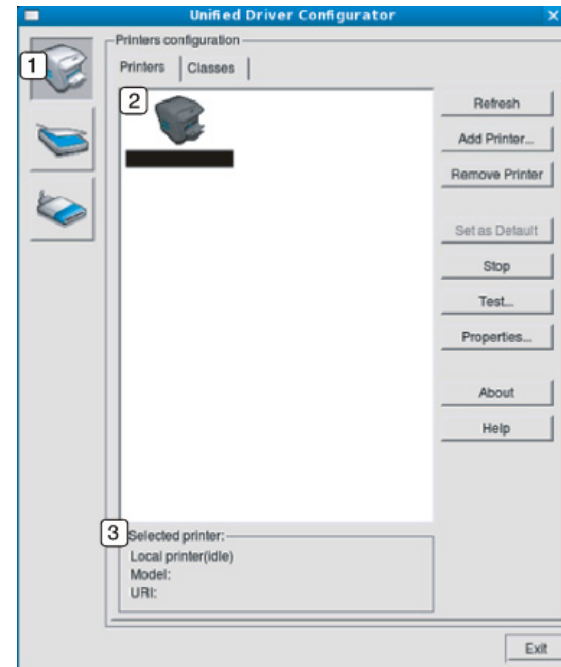 Unified Driver Configurator
1
Printers configuration
Printers
Classes
2
Refresh
Add Printer...
Remove Printer
Set as Default
Stop
Test...
Properties...
About
Help
3
Selected printer:
Local printer(idle)
Model:
URI:
Exit